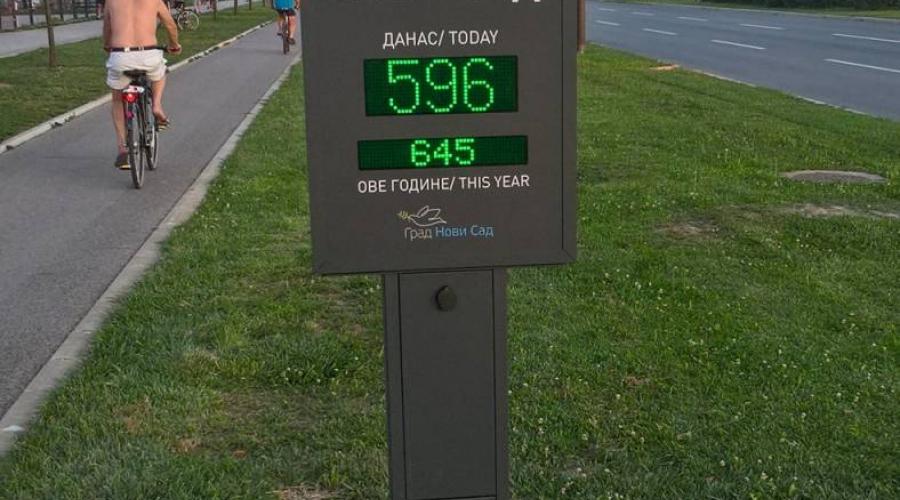 ДАНАС/ TODAY
596
645
ОВЕ ГОДИНЕ/ THIS YEAR
Град Нови Сад